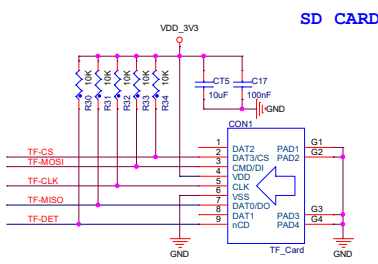 SD CARD
VDD_3V3
10K 10K 10K 10K 10K
R30 R31 R32 R33 R34
CT5 C17
10uF 100nF
GND
CON1
1 DAT2 PAD1 G1
TF-CS 2 DAT3/CS PAD2 G2
TF-MOSI 3 CMD/DI
4 VDD
TF-CLK 5 CLK
6 VSS
TF-MISO 7 DAT0/DO
8 DAT1 PAD3 G3
TF-DET 9 nCD PAD4 G4
TF_Card
GND GND